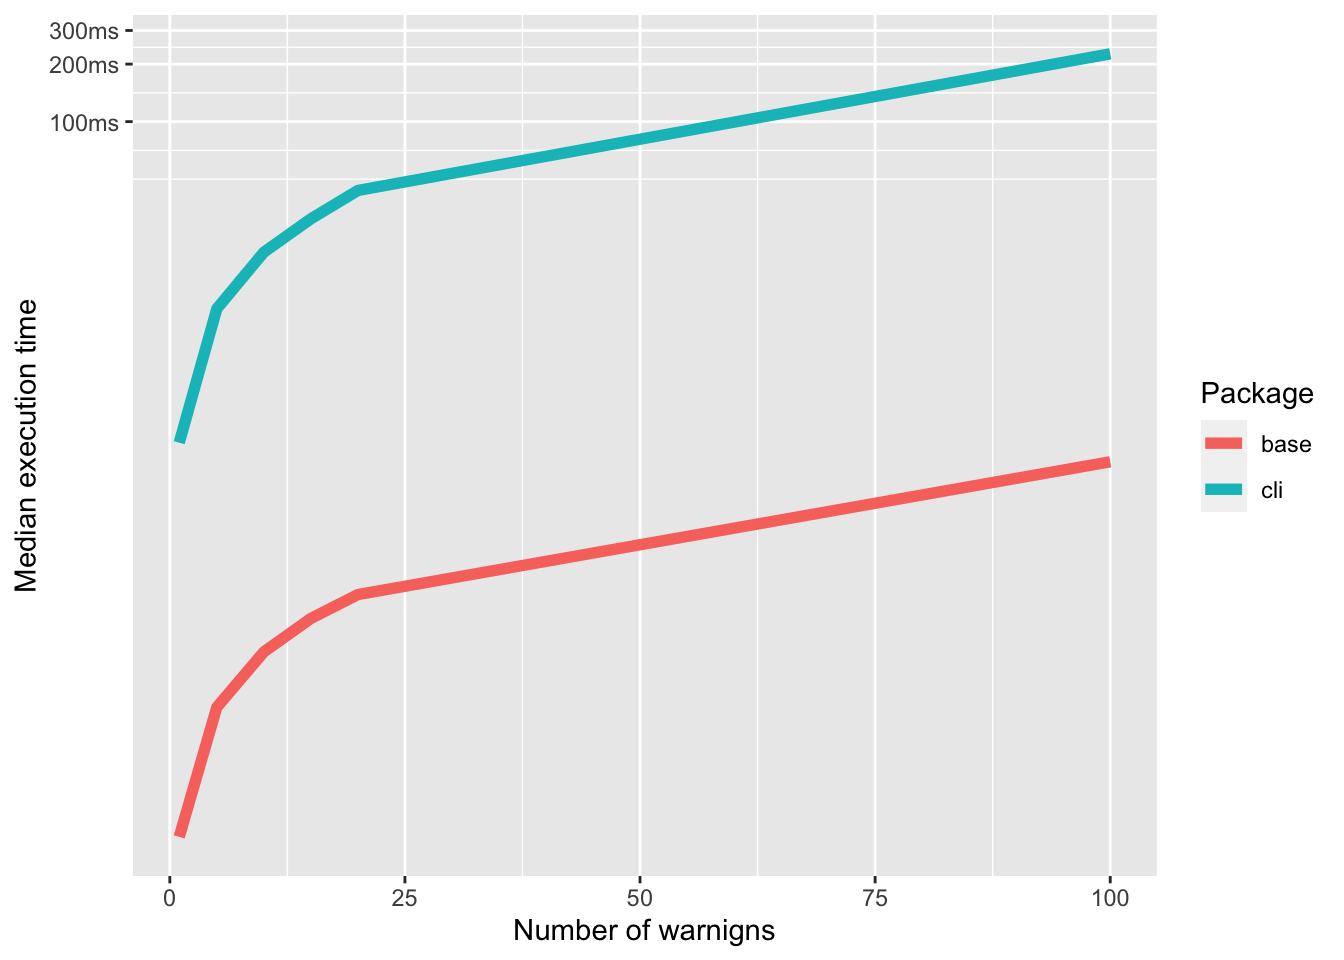 300ms
200ms
100ms
Median execution time
0
25
50
75
100
Number of warnigns
Package
base
cli